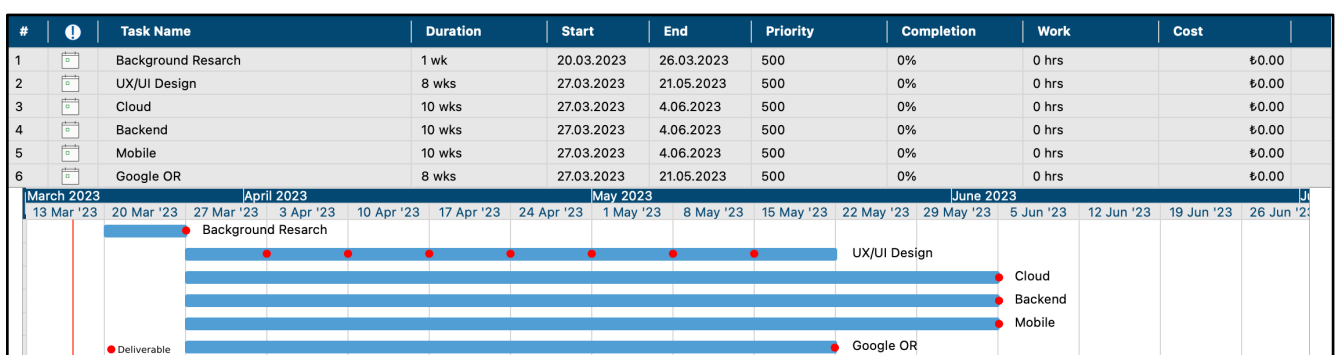 # Task Name Duration Start End Priority Completion Work Cost
1 Background Resarch 1 wk 20.03.2023 26.03.2023 500 0% 0 hrs ₺0.00
2 UX/UI Design 8 wks 27.03.2023 21.05.2023 500 0% 0 hrs ₺0.00
3 Cloud 10 wks 27.03.2023 4.06.2023 500 0% 0 hrs ₺0.00
4 Backend 10 wks 27.03.2023 4.06.2023 500 0% 0 hrs ₺0.00
5 Mobile 10 wks 27.03.2023 4.06.2023 500 0% 0 hrs ₺0.00
6 Google OR 8 wks 27.03.2023 21.05.2023 500 0% 0 hrs ₺0.00
March 2023 April 2023 May 2023 June 2023
13 Mar '23 20 Mar '23 27 Mar '23 3 Apr '23 10 Apr '23 17 Apr '23 24 Apr '23 1 May '23 8 May '23 15 May '23 22 May '23 29 May '23 5 Jun '23 12 Jun '23 19 Jun '23 26 Jun '23
Background Resarch
UX/UI Design
Cloud
Backend
Mobile
Deliverable Google OR